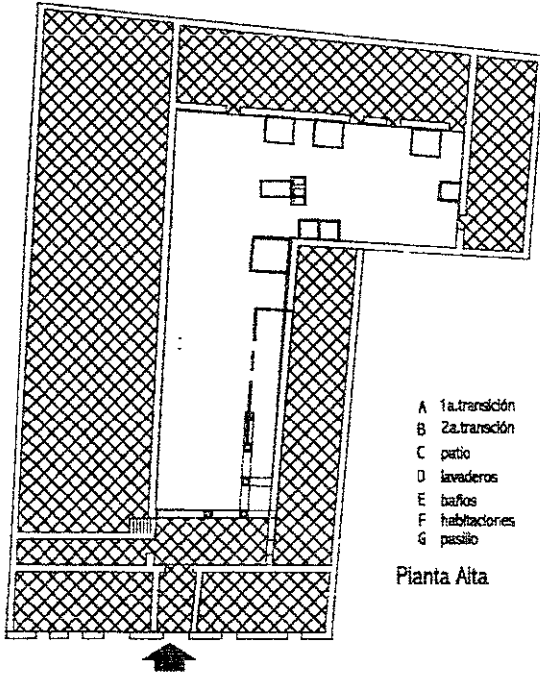 A 1a.transición
B 2a.transción
C patio
D lavaderos
E baños
F habitaciones
G pasillo
Planta Alta